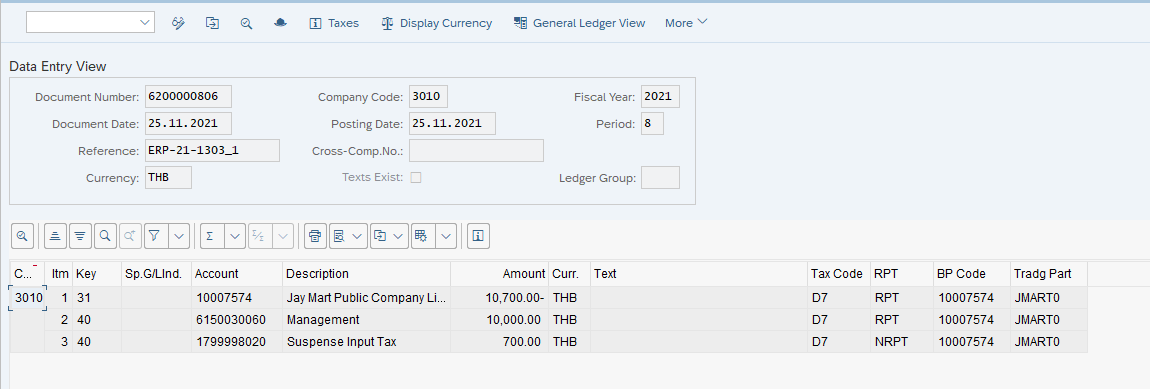 Taxes Display Currency General Ledger View More
Data Entry View
Document Number: 6200000806 Company Code: 3010 Fiscal Year: 2021
Document Date: 25.11.2021 Posting Date: 25.11.2021 Period: 8
Reference: ERP-21-1303_1 Cross-Comp.No.:
Currency: THB Texts Exist: Ledger Group:
C... Itm Key Sp.G/LInd. Account Description Amount Curr. Text Tax Code RPT BP Code Tradg Part
3010 1 31 10007574 Jay Mart Public Company Li... 10,700.00- THB D7 RPT 10007574 JMART0
2 40 6150030060 Management 10,000.00 THB D7 RPT 10007574 JMART0
3 40 1799998020 Suspense Input Tax 700.00 THB D7 NRPT 10007574 JMART0